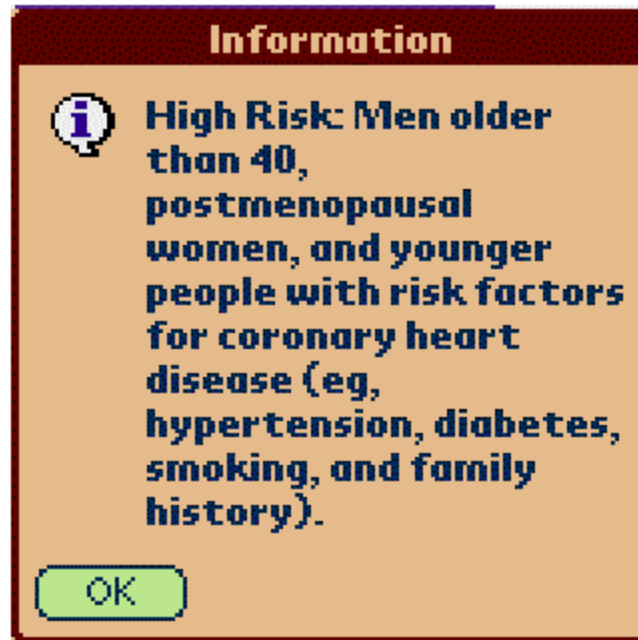 Information
High Risk: Men older
than 40,
postmenopausal
women, and younger
people with risk factors
for coronary heart
disease (eg,
hypertension, diabetes,
smoking, and family
history).
OK